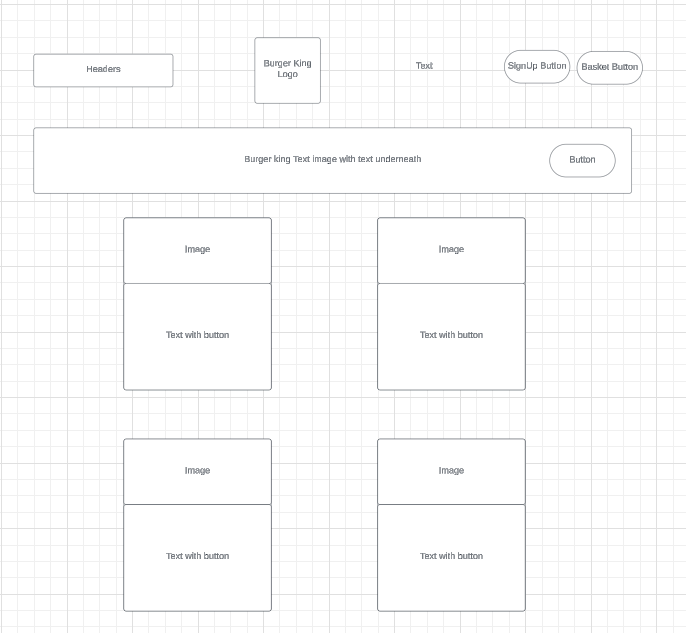 Headers
Burger King
Logo
Text
SignUp Button
Basket Button
Burger king Text image with text underneath
Button
Image
Image
Text with button
Text with button
Image
Image
Text with button
Text with button